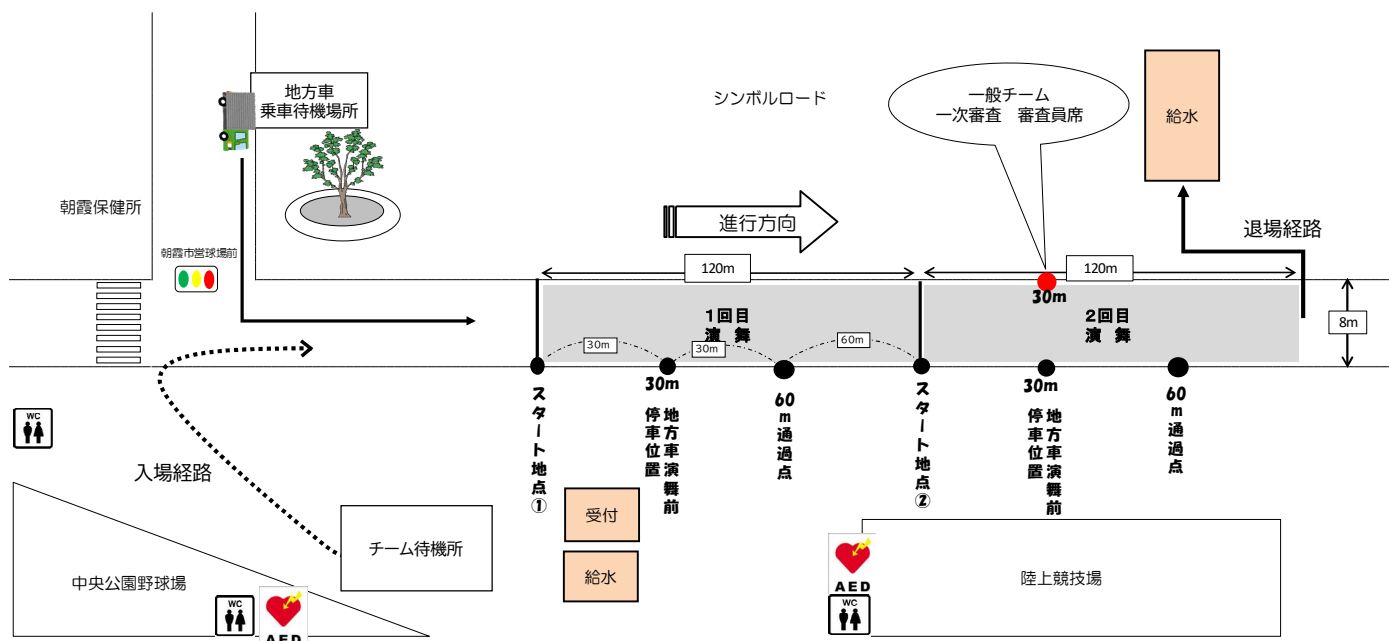 地方車
乗車待機場所
シンボルロード
一般チーム
一次審査　審査員席
給水
朝霞保健所
進行方向
退場経路
朝霞市営球場前
120m
120m
30m
1回目
演　舞
2回目
演　舞
8m
30m
30m
60m
スタート地点①
30m
地方車演舞前
停車位置
60m通過点
スタート地点②
30m
地方車演舞前
停車位置
60m通過点
WC
入場経路
受付
チーム待機所
給水
中央公園野球場
WC
AED
AED
WC
陸上競技場